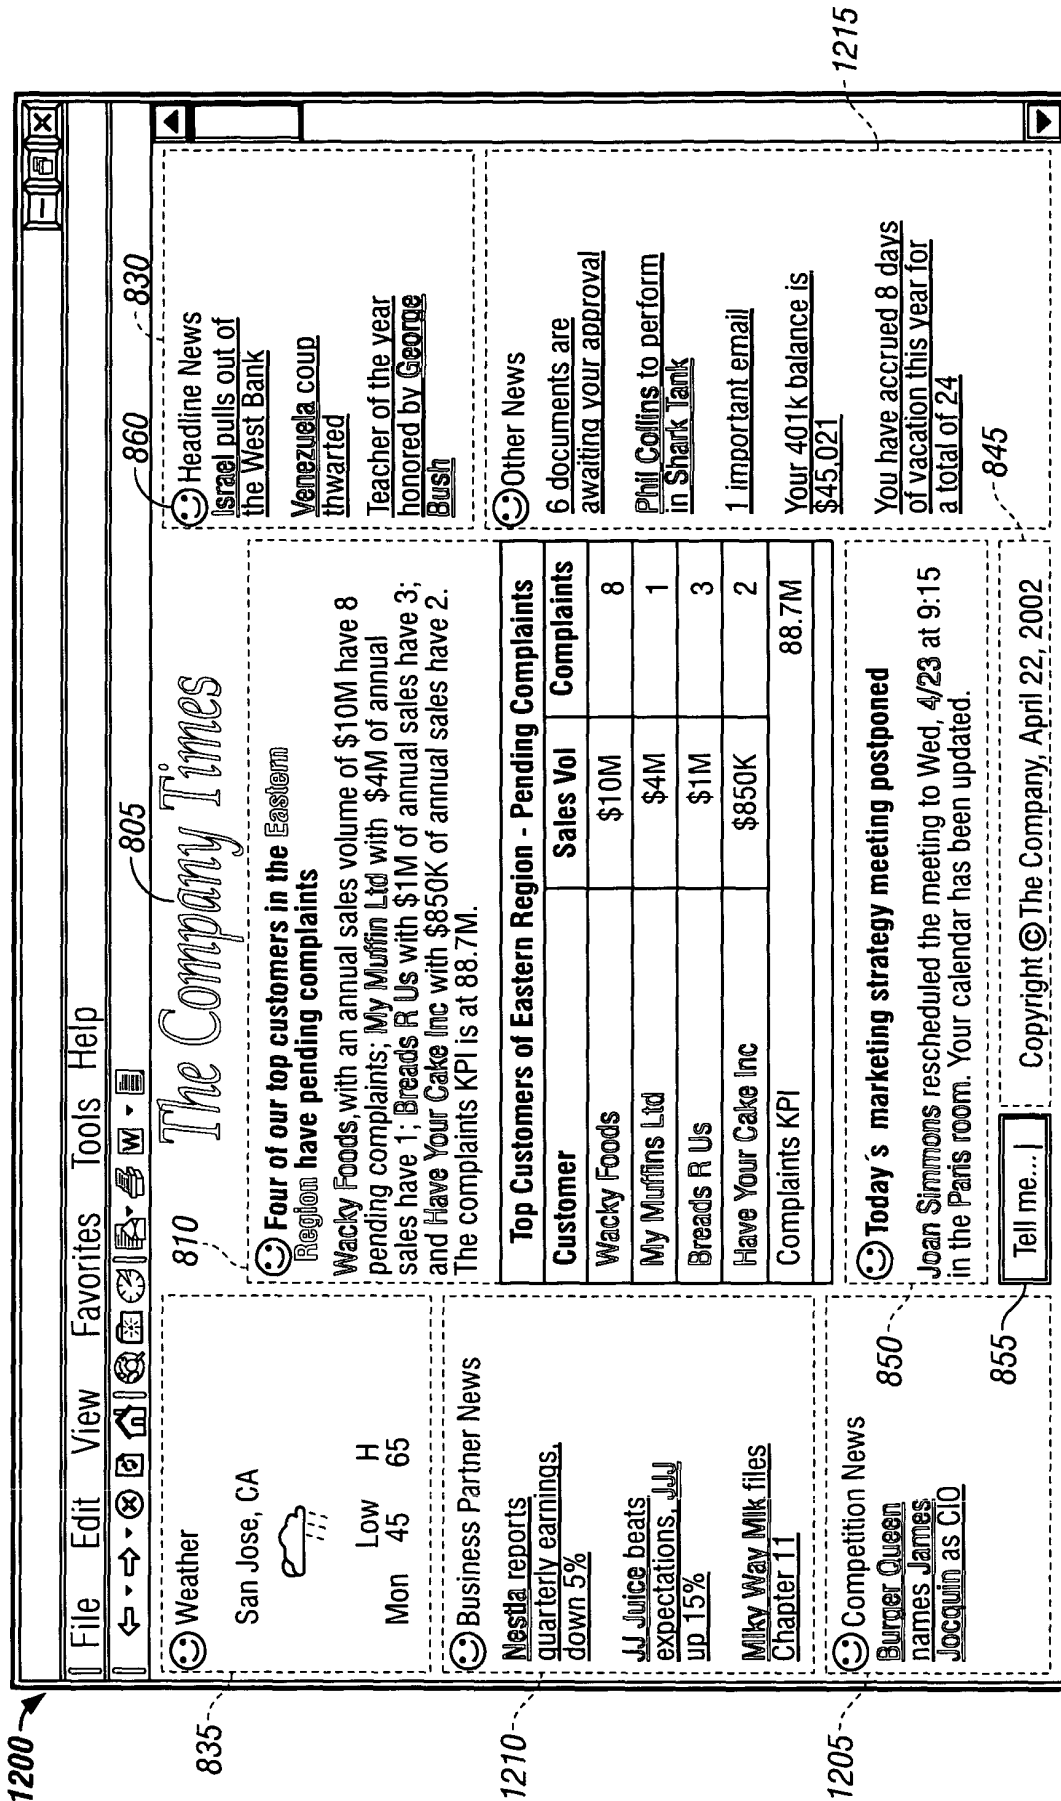 1200
File Edit View Favorites Tools Help
W
805
860
830
The Company Times
835
Weather
San Jose, CA
Low H
Mon 45 65
1210
Business Partner News
Nestla reports
quarterly earnings,
down 5%
JJ Juice beats
expectations, JJJ
up 15%
Mlky Way Mlk files
Chapter 11
1205
Competition News
Burger Queen
names James
Jocquin as CIO
810
Four of our top customers in the Eastern
Region have pending complaints
Wacky Foods, with an annual sales volume of $10M have 8
pending complaints; My Muffin Ltd with $4M of annual
sales have 1; Breads R Us with $1M of annual sales have 3;
and Have Your Cake Inc with $850K of annual sales have 2.
The complaints KPI is at 88.7M.
Top Customers of Eastern Region - Pending Complaints
Customer Sales Vol Complaints
Wacky Foods $10M 8
My Muffins Ltd $4M 1
Breads R Us $1M 3
Have Your Cake Inc $850K 2
Complaints KPI 88.7M
850
Today's marketing strategy meeting postponed
Joan Simmons rescheduled the meeting to Wed, 4/23 at 9:15
in the Paris room. Your calendar has been updated.
855
Tell me...|
Copyright © The Company, April 22, 2002
845
Headline News
Israel pulls out of
the West Bank
Venezuela coup
thwarted
Teacher of the year
honored by George
Bush
1215
Other News
6 documents are
awaiting your approval
Phil Collins to perform
in Shark Tank
1 important email
Your 401k balance is
$45,021
You have accrued 8 days
of vacation this year for
a total of 24